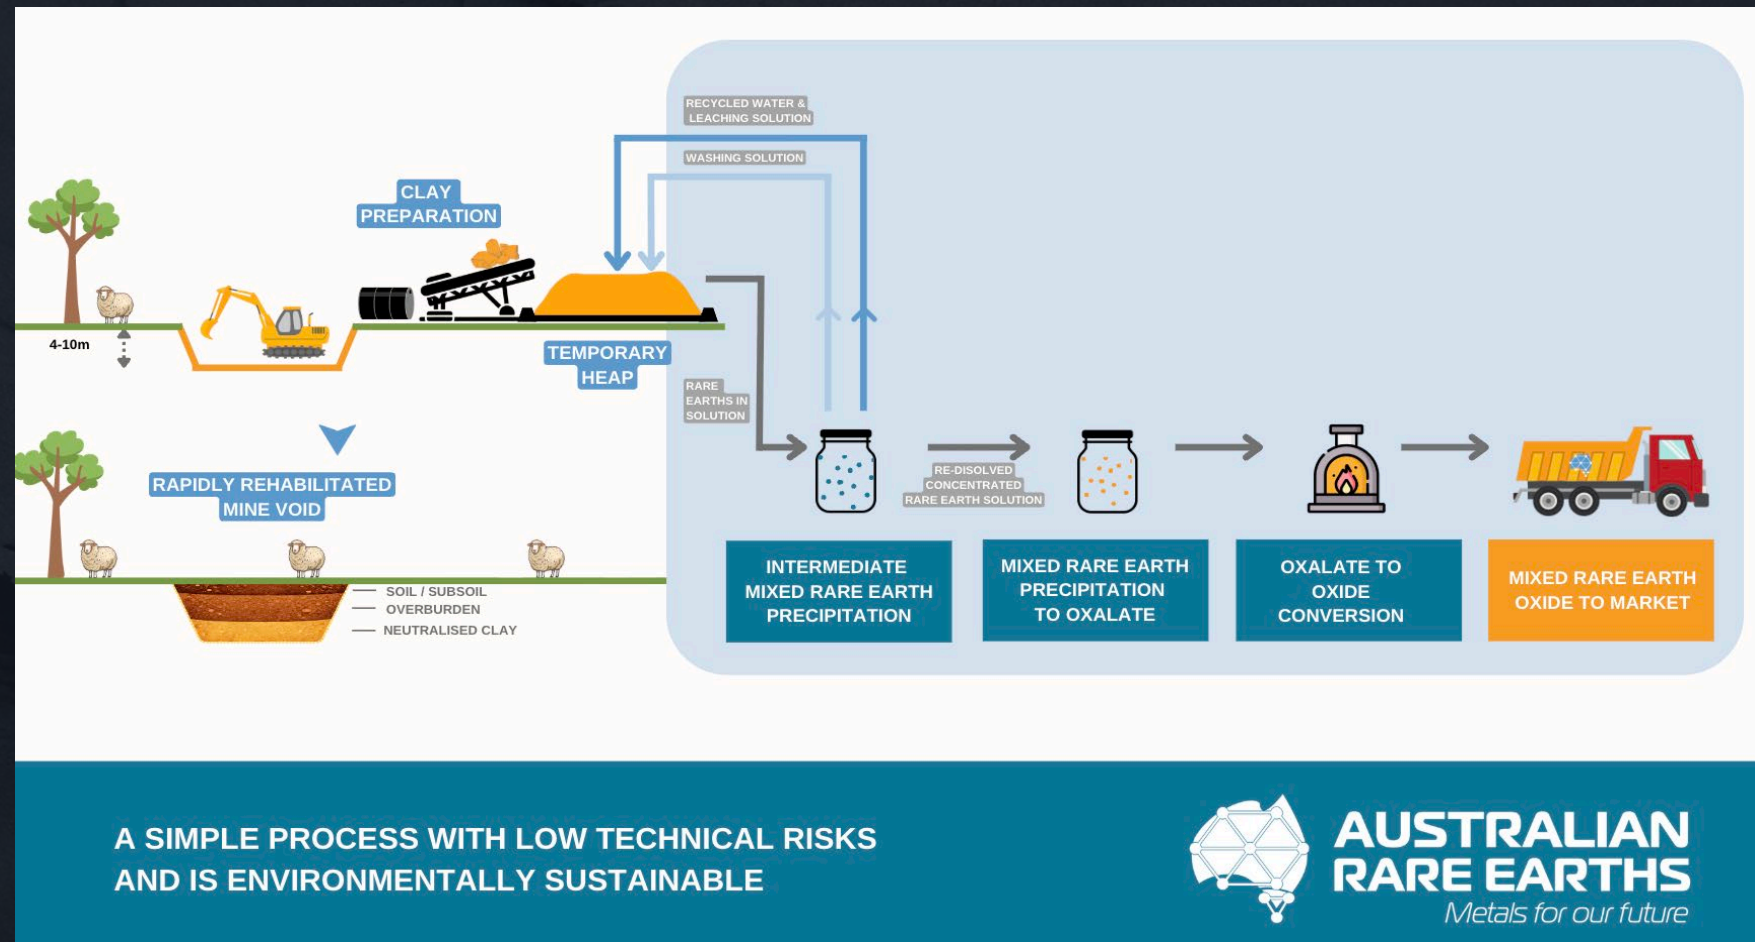 RECYCLED WATER &
LEACHING SOLUTION
WASHING SOLUTION
CLAY
PREPARATION
4-10m
TEMPORARY
HEAP
RARE
EARTHS IN
SOLUTION
RAPIDLY REHABILITATED
MINE VOID
RE-DISOLVED
CONCENTRATED
RARE EARTH SOLUTION
SOIL / SUBSOIL
OVERBURDEN
NEUTRALISED CLAY
INTERMEDIATE
MIXED RARE EARTH
PRECIPITATION
MIXED RARE EARTH
PRECIPITATION
TO OXALATE
OXALATE TO
OXIDE
CONVERSION
MIXED RARE EARTH
OXIDE TO MARKET
A SIMPLE PROCESS WITH LOW TECHNICAL RISKS
AND IS ENVIRONMENTALLY SUSTAINABLE
AUSTRALIAN
RARE EARTHS
Metals for our future